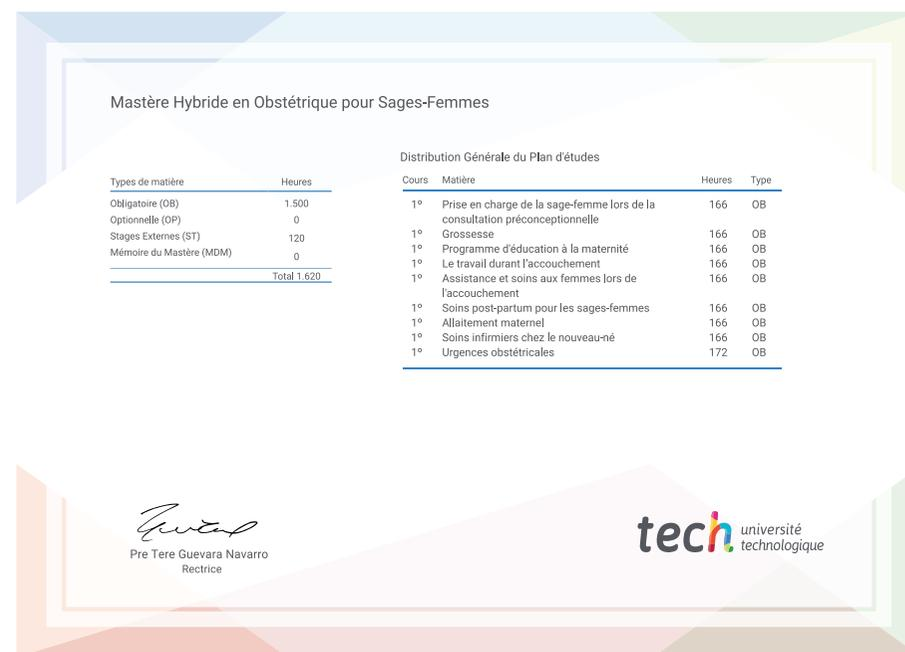 Mastère Hybride en Obstétrique pour Sages-Femmes
Types de matière Heures
Obligatoire (OB) 1.500
Optionnelle (OP) 0
Stages Externes (ST) 120
Mémoire du Mastère (MDM) 0
Total 1.620
Distribution Générale du Plan d'études
Cours Matière Heures Type
1º Prise en charge de la sage-femme lors de la 166 OB
consultation préconceptionnelle
1º Grossesse 166 OB
1º Programme d'éducation à la maternité 166 OB
1º Le travail durant l'accouchement 166 OB
1º Assistance et soins aux femmes lors de 166 OB
l'accouchement
1º Soins post-partum pour les sages-femmes 166 OB
1º Allaitement maternel 166 OB
1º Soins infirmiers chez le nouveau-né 166 OB
1º Urgences obstétricales 172 OB
Pre Tere Guevara Navarro
Rectrice
tech université
technologique